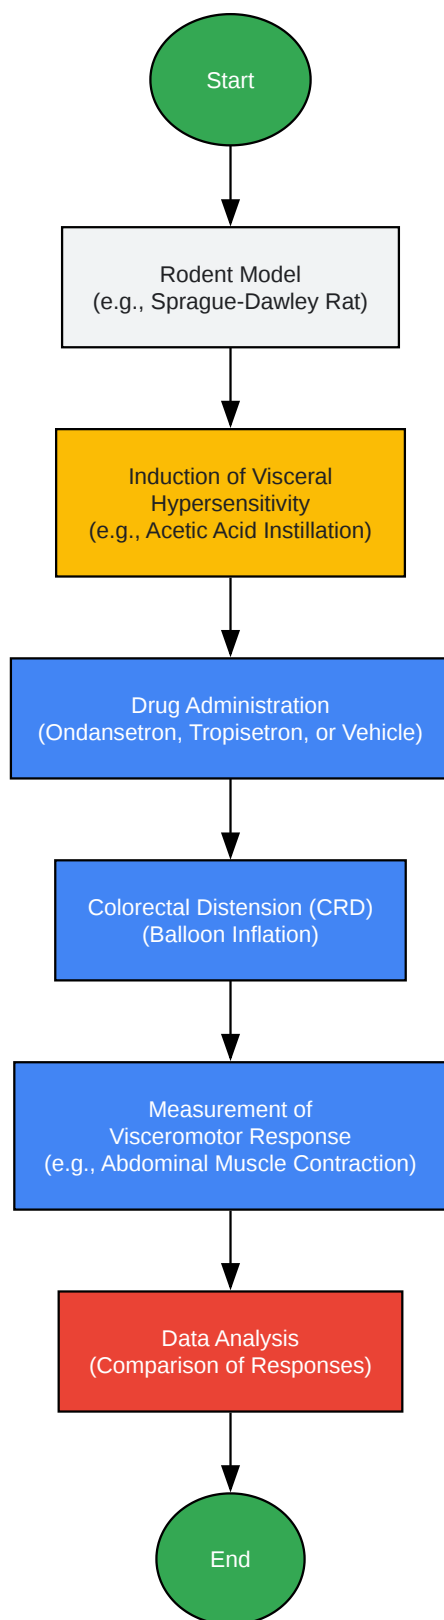 Start
Rodent Model
(e.g., Sprague-Dawley Rat)
Induction of Visceral
Hypersensitivity
(e.g., Acetic Acid Instillation)
Drug Administration
(Ondansetron, Tropisetron, or Vehicle)
Colorectal Distension (CRD)
(Balloon Inflation)
Measurement of
Visceromotor Response
(e.g., Abdominal Muscle Contraction)
Data Analysis
(Comparison of Responses)
End